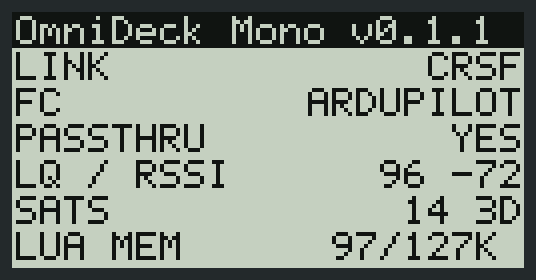 OmniDeck Mono v0.1.1
LINK CRSF
FC ARDUPILOT
PASSTHRU YES
LQ / RSSI 96 -72
SATS 14 3D
LUA MEM 97/127K